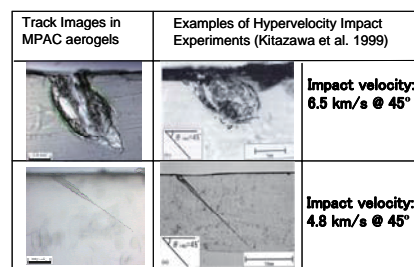 Track Images in
MPAC aerogels
Examples of Hypervelocity Impact
Experiments (Kitazawa et al. 1999)
Impact velocity:
6.5 km/s @ 45°
Impact velocity:
4.8 km/s @ 45°